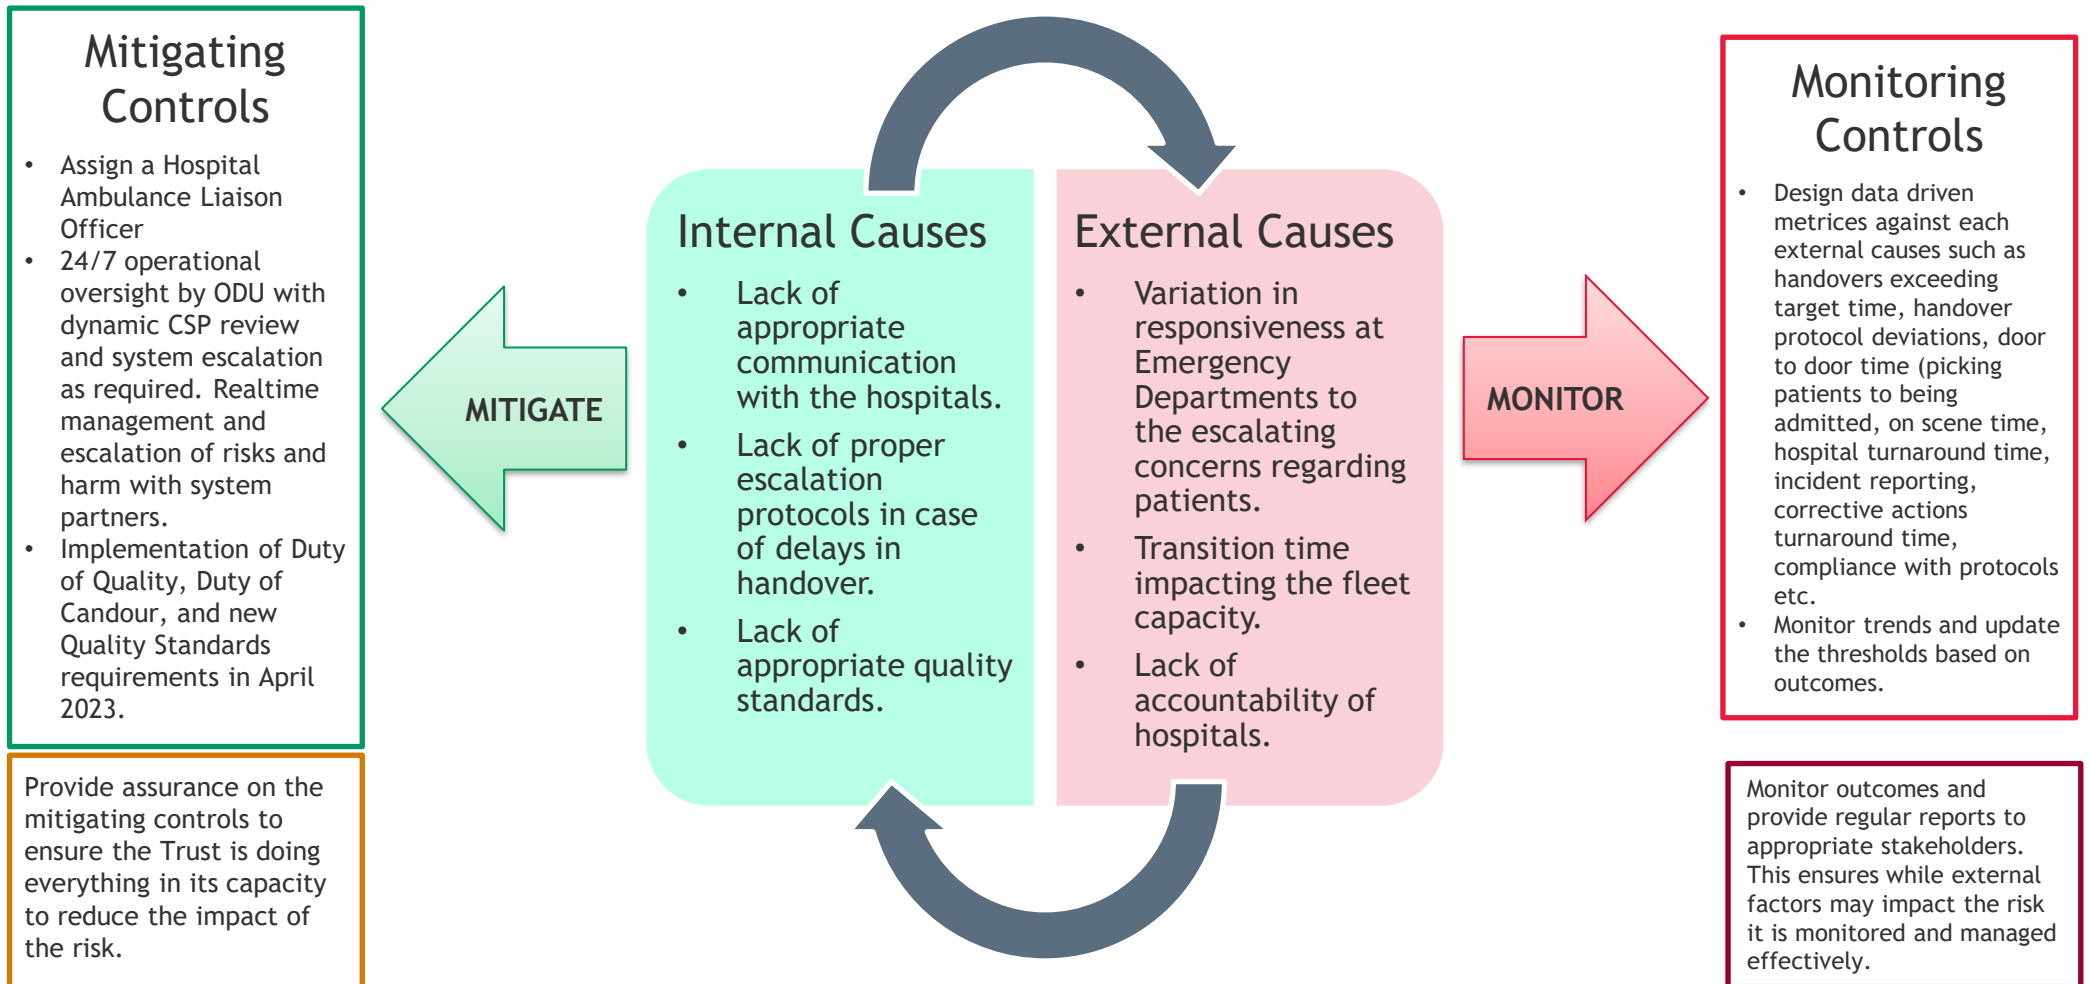 Mitigating
Controls
• Assign a Hospital
Ambulance Liaison
Officer
• 24/7 operational
oversight by ODU with
dynamic CSP review
and system escalation
as required. Realtime
management and
escalation of risks and
harm with system
partners.
• Implementation of Duty
of Quality, Duty of
Candour, and new
Quality Standards
requirements in April
2023.
Provide assurance on the
mitigating controls to
ensure the Trust is doing
everything in its capacity
to reduce the impact of
the risk.
MITIGATE
Internal Causes
• Lack of
appropriate
communication
with the hospitals.
• Lack of proper
escalation
protocols in case
of delays in
handover.
• Lack of
appropriate quality
standards.
External Causes
• Variation in
responsiveness at
Emergency
Departments to
the escalating
concerns regarding
patients.
• Transition time
impacting the fleet
capacity.
• Lack of
accountability of
hospitals.
MONITOR
Monitoring
Controls
• Design data driven
metrices against each
external causes such as
handovers exceeding
target time, handover
protocol deviations, door
to door time (picking
patients to being
admitted, on scene time,
hospital turnaround time,
incident reporting,
corrective actions
turnaround time,
compliance with protocols
etc.
• Monitor trends and update
the thresholds based on
outcomes.
Monitor outcomes and
provide regular reports to
appropriate stakeholders.
This ensures while external
factors may impact the risk
it is monitored and managed
effectively.